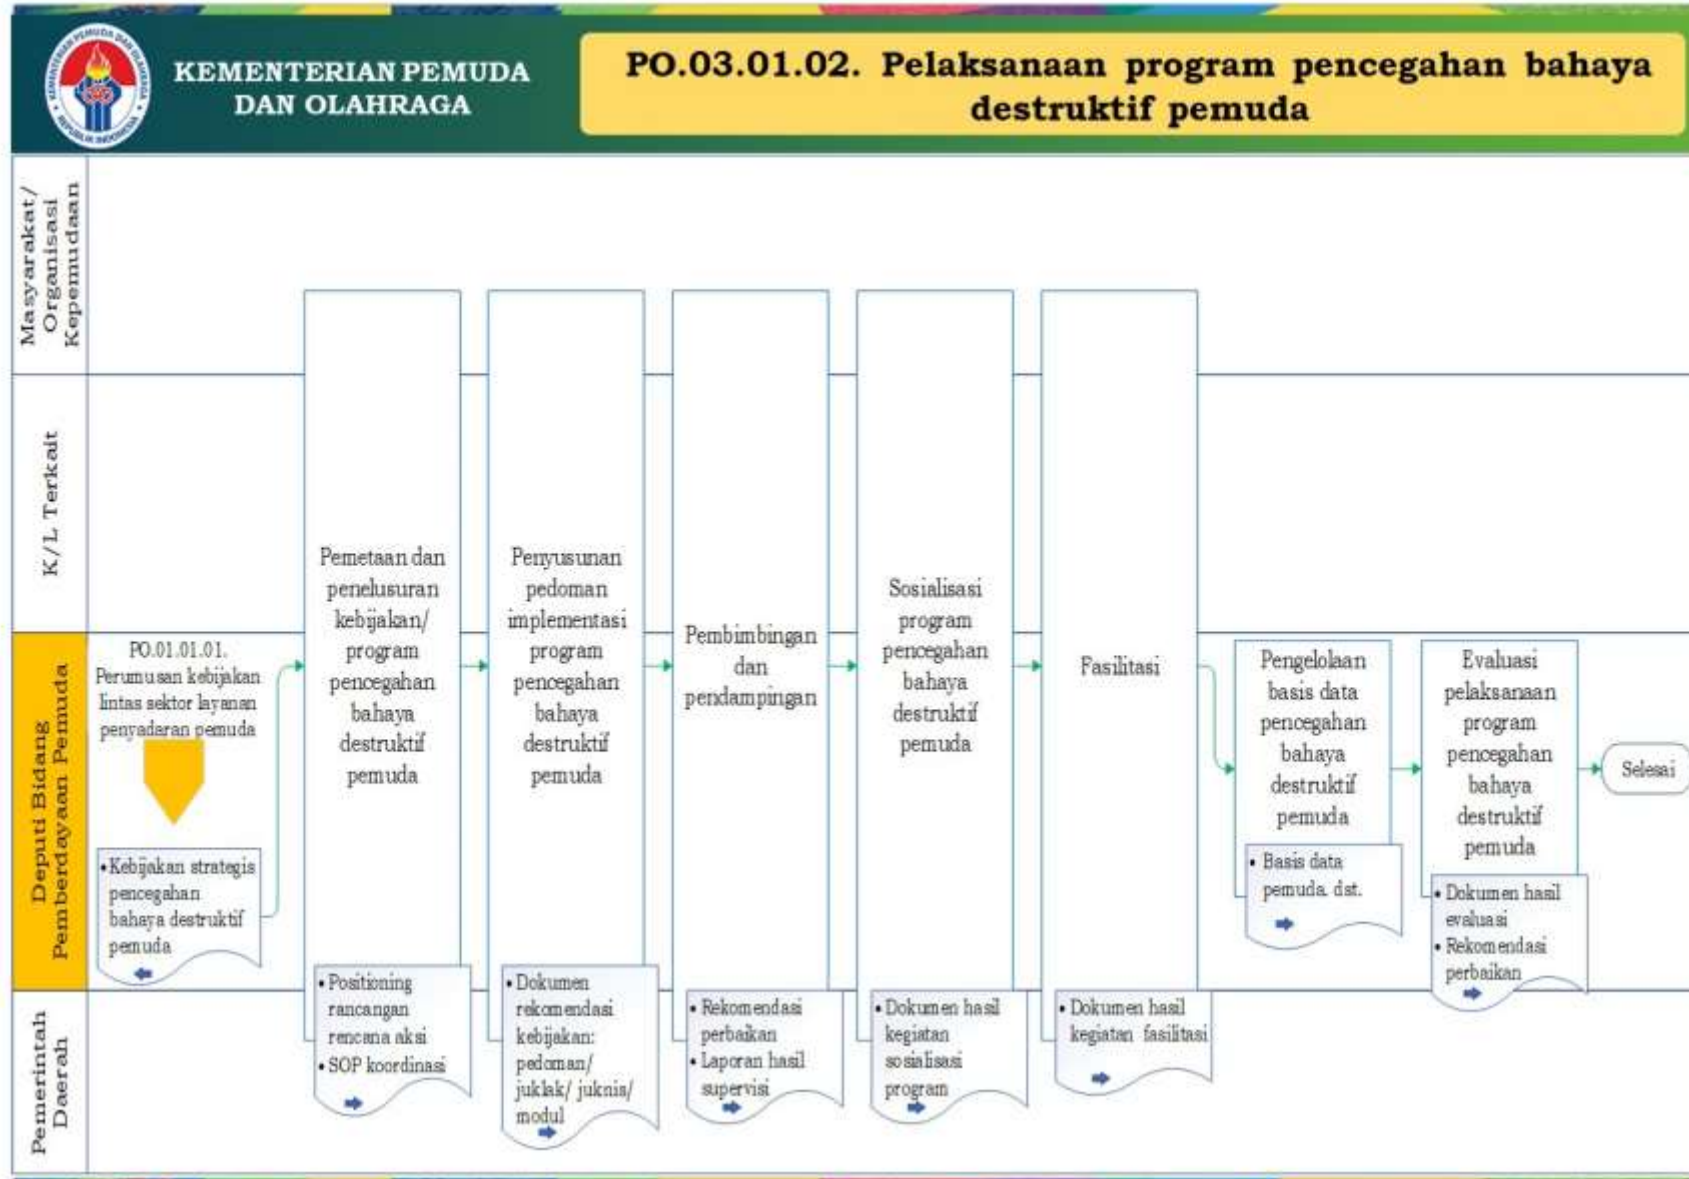 KEMENTERIAN PEMUDA DAN OLAHRAGA
REPUBLIK INDONESIA
KEMENTERIAN PEMUDA
DAN OLAHRAGA
PO.03.01.02. Pelaksanaan program pencegahan bahaya
destruktif pemuda
Masyarakat/
Organisasi
Kepemudaan
K/L Terkait
Deputi Bidang
Pemberdayaan Pemuda
Pemerintah
Daerah
PO.01.01.01.
Perumusan kebijakan
lintas sektor layanan
penyadaran pemuda
• Kebijakan strategis
pencegahan
bahaya destruktif
pemuda
Pemetaan dan
penelusuran
kebijakan/
program
pencegahan
bahaya
destruktif
pemuda
• Positioning
rancangan
rencana aksi
• SOP koordinasi
Penyusunan
pedoman
implementasi
program
pencegahan
bahaya
destruktif
pemuda
• Dokumen
rekomendasi
kebijakan:
pedoman/
juklak/ juknis/
modul
Pembimbingan
dan
pendampingan
• Rekomendasi
perbaikan
• Laporan hasil
supervisi
Sosialisasi
program
pencegahan
bahaya
destruktif
pemuda
• Dokumen hasil
kegiatan
sosialisasi
program
Fasilitasi
• Dokumen hasil
kegiatan fasilitasi
Pengelolaan
basis data
pencegahan
bahaya
destruktif
pemuda
• Basis data
pemuda. dst.
Evaluasi
pelaksanaan
program
pencegahan
bahaya
destruktif
pemuda
• Dokumen hasil
evaluasi
• Rekomendasi
perbaikan
Selesai